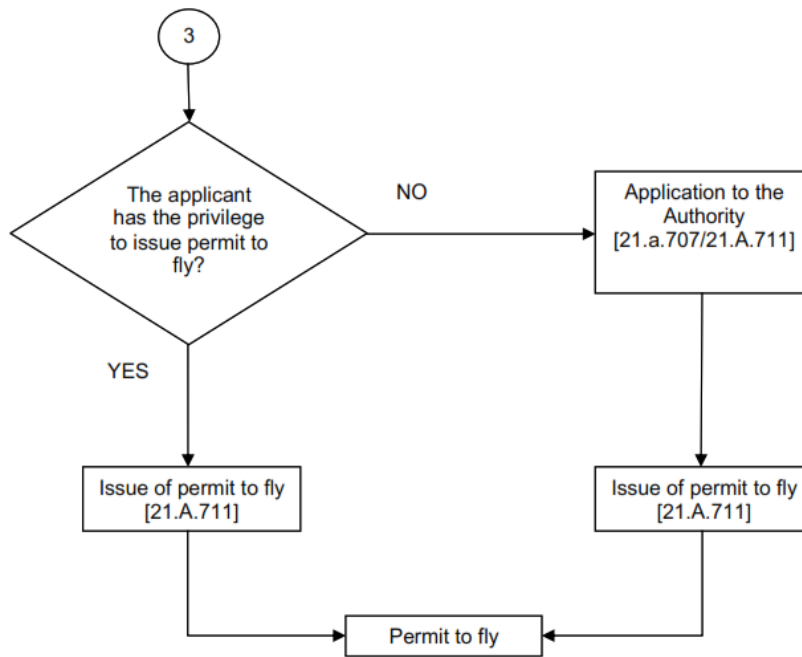 3
The applicant
has the privilege
to issue permit to
fly?
NO
Application to the
Authority
[21.a.707/21.A.711]
YES
Issue of permit to fly
[21.A.711]
Issue of permit to fly
[21.A.711]
Permit to fly